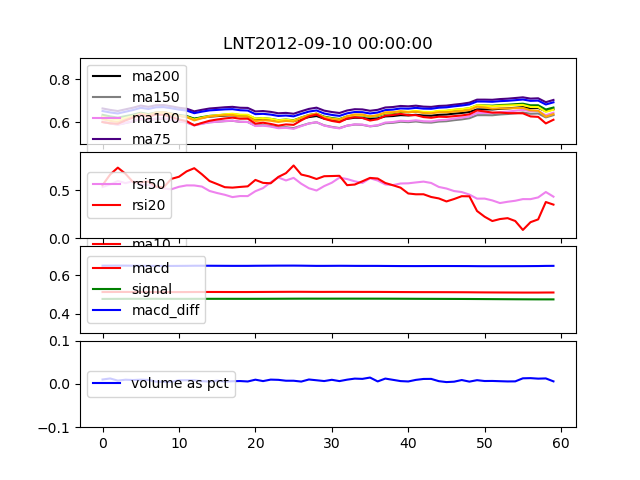 LNT2012-09-10 00:00:00
0.8
0.6
ma200
ma150
ma100
ma75
0.5
0.0
rsi50
rsi20
ma10
0.6
0.4
macd
signal
macd_diff
0.1
0.0
−0.1
volume as pct
0 10 20 30 40 50 60